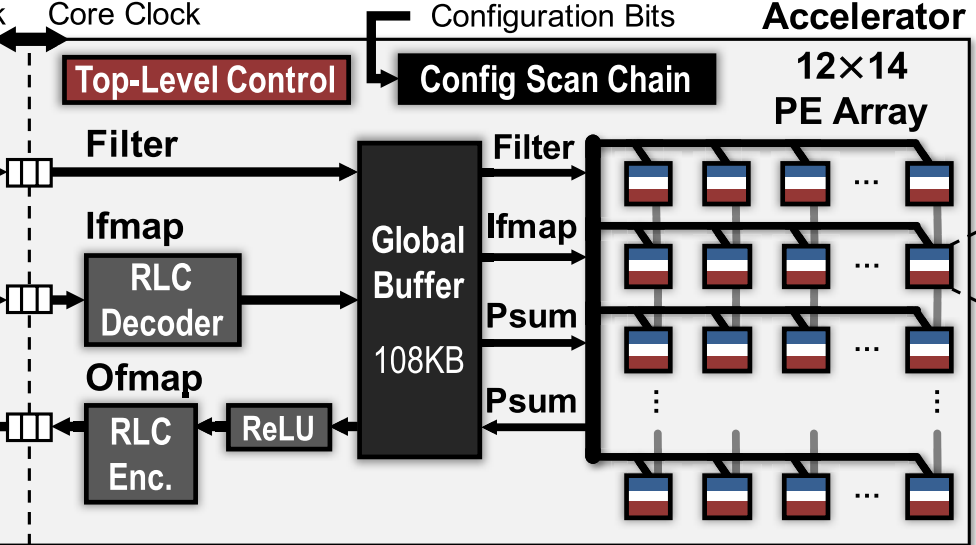 k
Core Clock
Configuration Bits
Accelerator
Top-Level Control
Config Scan Chain
12×14
PE Array
Filter
Filter
Ifmap
Ifmap
RLC
Decoder
Global
Buffer
108KB
Psum
Psum
Ofmap
RLC
Enc.
ReLU
...
...
...
...